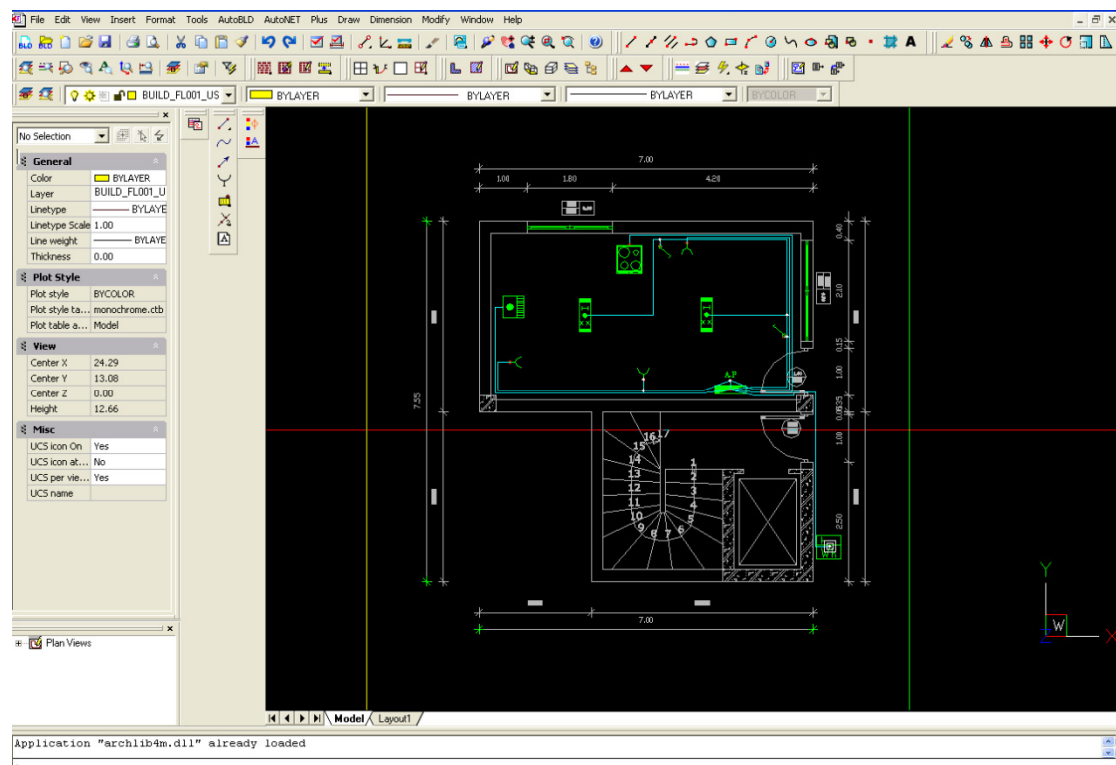 File Edit View Insert Format Tools AutoBLD AutoNET Plus Draw Dimension Modify Window Help
BLD BLD
BUILD_FL001_US BYLAYER BYLAYER BYLAYER BYCOLOR
No Selection
General
Color BYLAYER
Layer BUILD_FL001_U
Linetype BYLAYE
Linetype Scale 1.00
Line weight BYLAYE
Thickness 0.00
Plot Style
Plot style BYCOLOR
Plot style ta... monochrome.ctb
Plot table a... Model
View
Center X 24.29
Center Y 13.08
Center Z 0.00
Height 12.66
Misc
UCS icon On Yes
UCS icon at... No
UCS per vie... Yes
UCS name
Plan Views
7.00
1.00 1.80 4.20
0.40
2.10
0.15
1.00
A.P
7.55
1.00
17
16
15
14
13
12
11
10
9
8
7
6
5
4
3
2
1
2.50
7.00
Y
W
X
Z
Model Layout1
Application "archlib4m.dll" already loaded